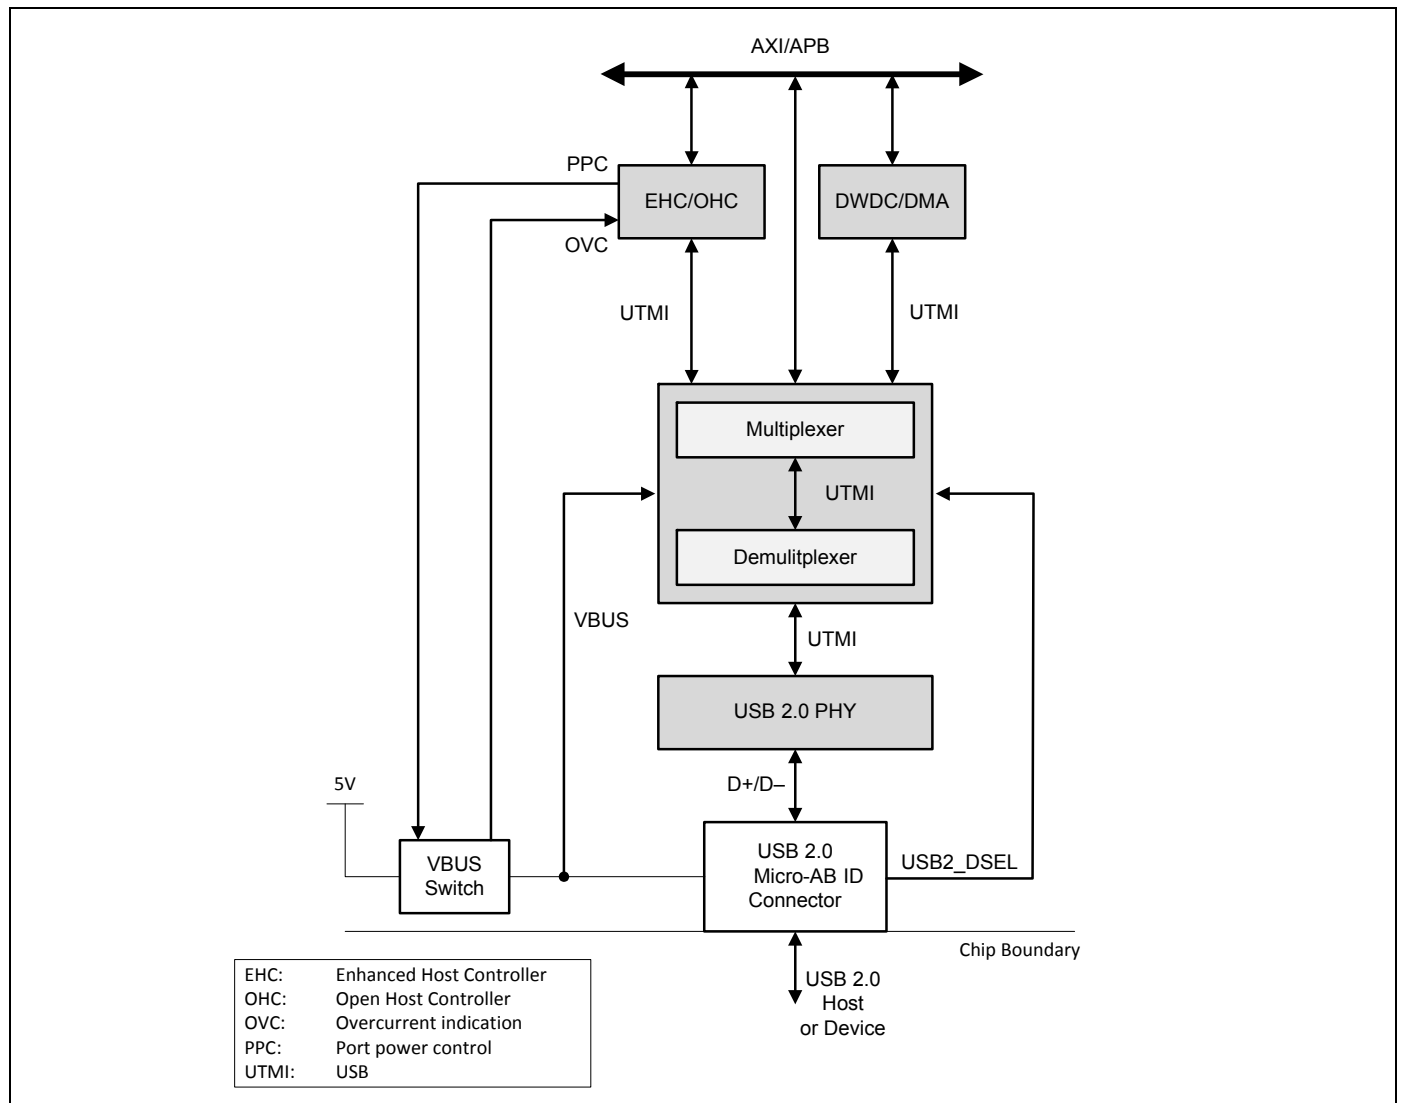 AXI/APB
PPC
EHC/OHC
DWDC/DMA
OVC
UTMI
UTMI
Multiplexer
UTMI
Demulitplexer
VBUS
UTMI
USB 2.0 PHY
D+/D–
5V
VBUS
Switch
USB 2.0
Micro-AB ID
Connector
USB2_DSEL
Chip Boundary
USB 2.0
Host
or Device
EHC: Enhanced Host Controller
OHC: Open Host Controller
OVC: Overcurrent indication
PPC: Port power control
UTMI: USB